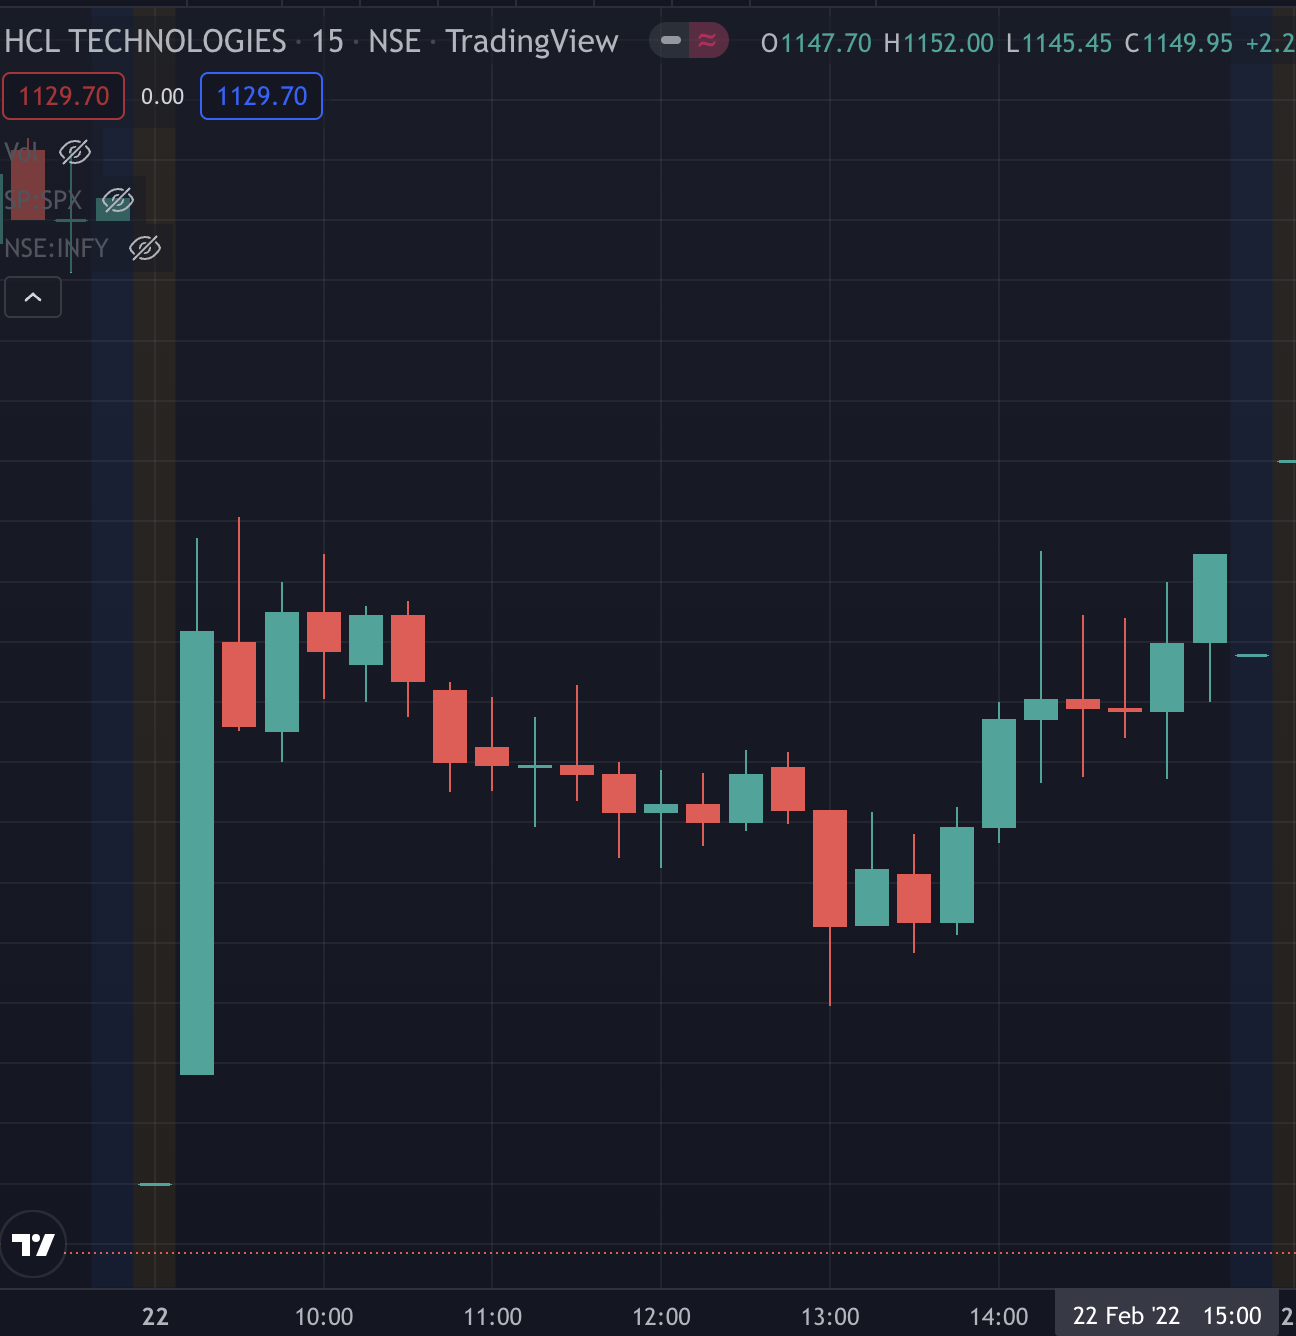 HCL TECHNOLOGIES · 15 · NSE · TradingView O1147.70 H1152.00 L1145.45 C1149.95 +2.2
1129.70 0.00 1129.70
Vol
SP:SPX
NSE:INFY
22 10:00 11:00 12:00 13:00 14:00 22 Feb '22 15:00 2